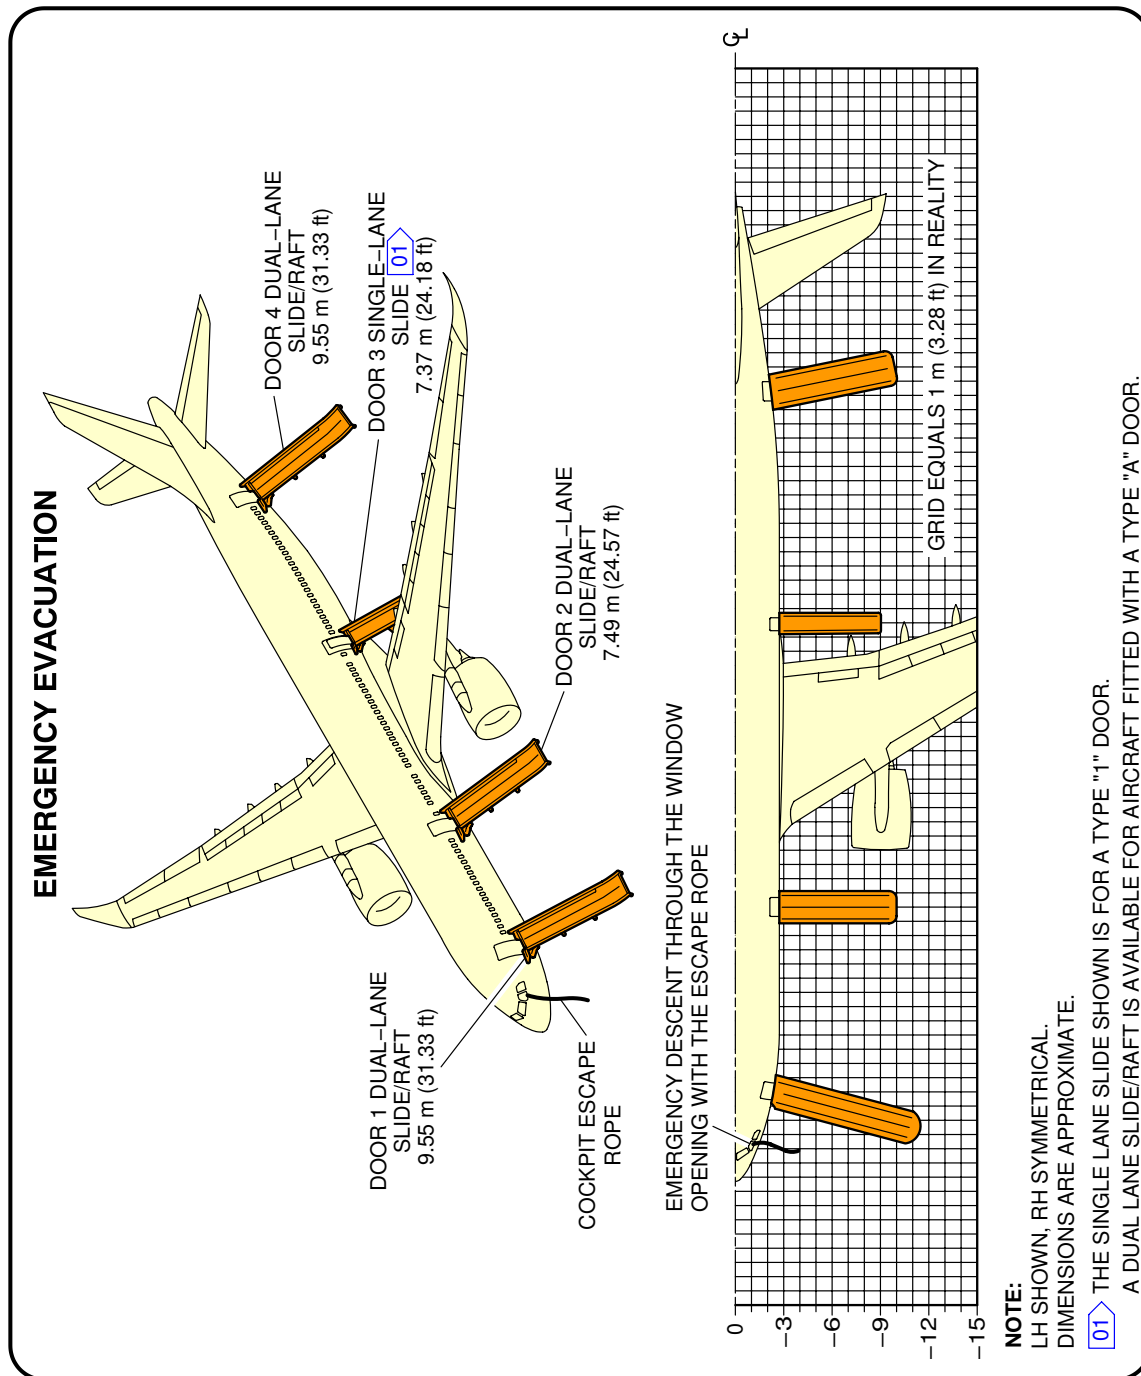 EMERGENCY EVACUATION
DOOR 4 DUAL−LANE
SLIDE/RAFT
9.55 m (31.33 ft)
DOOR 3 SINGLE−LANE
SLIDE 01
7.37 m (24.18 ft)
DOOR 2 DUAL−LANE
SLIDE/RAFT
7.49 m (24.57 ft)
DOOR 1 DUAL−LANE
SLIDE/RAFT
9.55 m (31.33 ft)
COCKPIT ESCAPE
ROPE
EMERGENCY DESCENT THROUGH THE WINDOW
OPENING WITH THE ESCAPE ROPE
℄
0
−3
−6
−9
−12
−15
GRID EQUALS 1 m (3.28 ft) IN REALITY
NOTE:
LH SHOWN, RH SYMMETRICAL.
DIMENSIONS ARE APPROXIMATE.
01 THE SINGLE LANE SLIDE SHOWN IS FOR A TYPE "1" DOOR.
A DUAL LANE SLIDE/RAFT IS AVAILABLE FOR AIRCRAFT FITTED WITH A TYPE "A" DOOR.